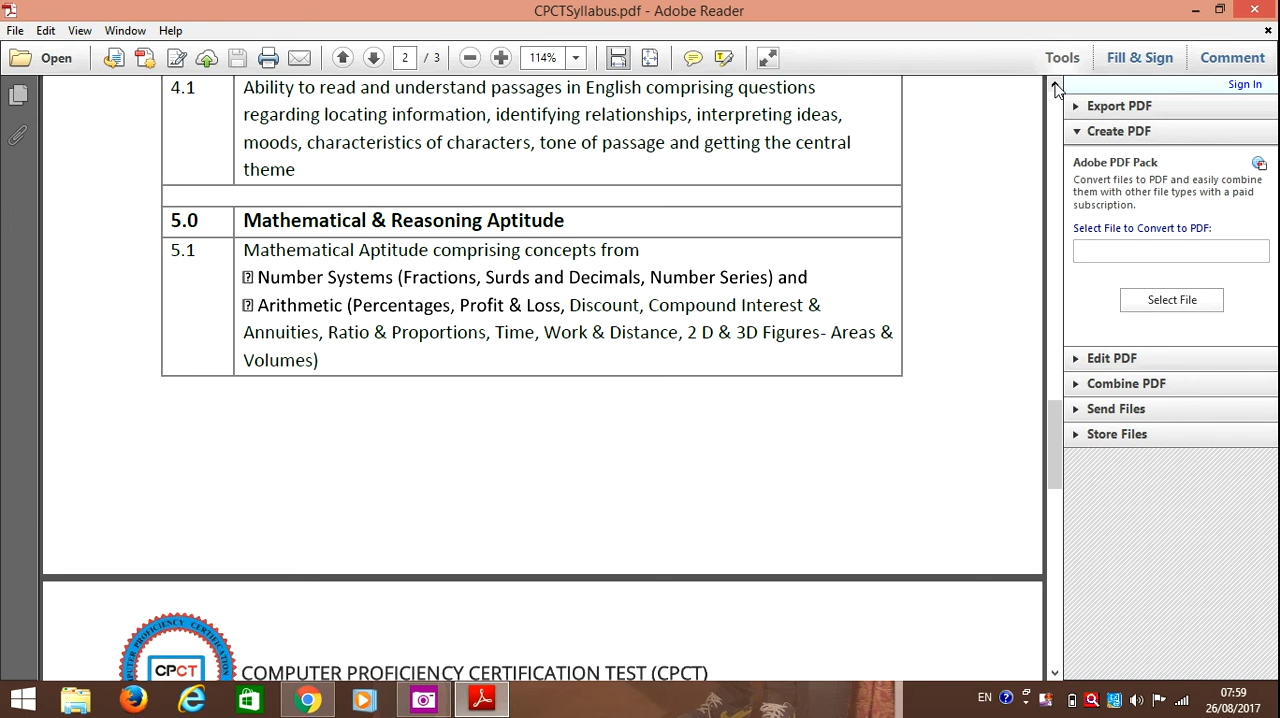 CPCTSyllabus.pdf - Adobe Reader
File Edit View Window Help
Open 2 / 3 114% Tools Fill & Sign Comment
Sign In
4.1 Ability to read and understand passages in English comprising questions
regarding locating information, identifying relationships, interpreting ideas,
moods, characteristics of characters, tone of passage and getting the central
theme
5.0 Mathematical & Reasoning Aptitude
5.1 Mathematical Aptitude comprising concepts from
Number Systems (Fractions, Surds and Decimals, Number Series) and
Arithmetic (Percentages, Profit & Loss, Discount, Compound Interest &
Annuities, Ratio & Proportions, Time, Work & Distance, 2 D & 3D Figures- Areas &
Volumes)
COMPUTER PROFICIENCY CERTIFICATION TEST (CPCT)
CPCT
Export PDF
Create PDF
Adobe PDF Pack
Convert files to PDF and easily combine
them with other file types with a paid
subscription.
Select File to Convert to PDF:
Select File
Edit PDF
Combine PDF
Send Files
Store Files
EN
07:59
26/08/2017